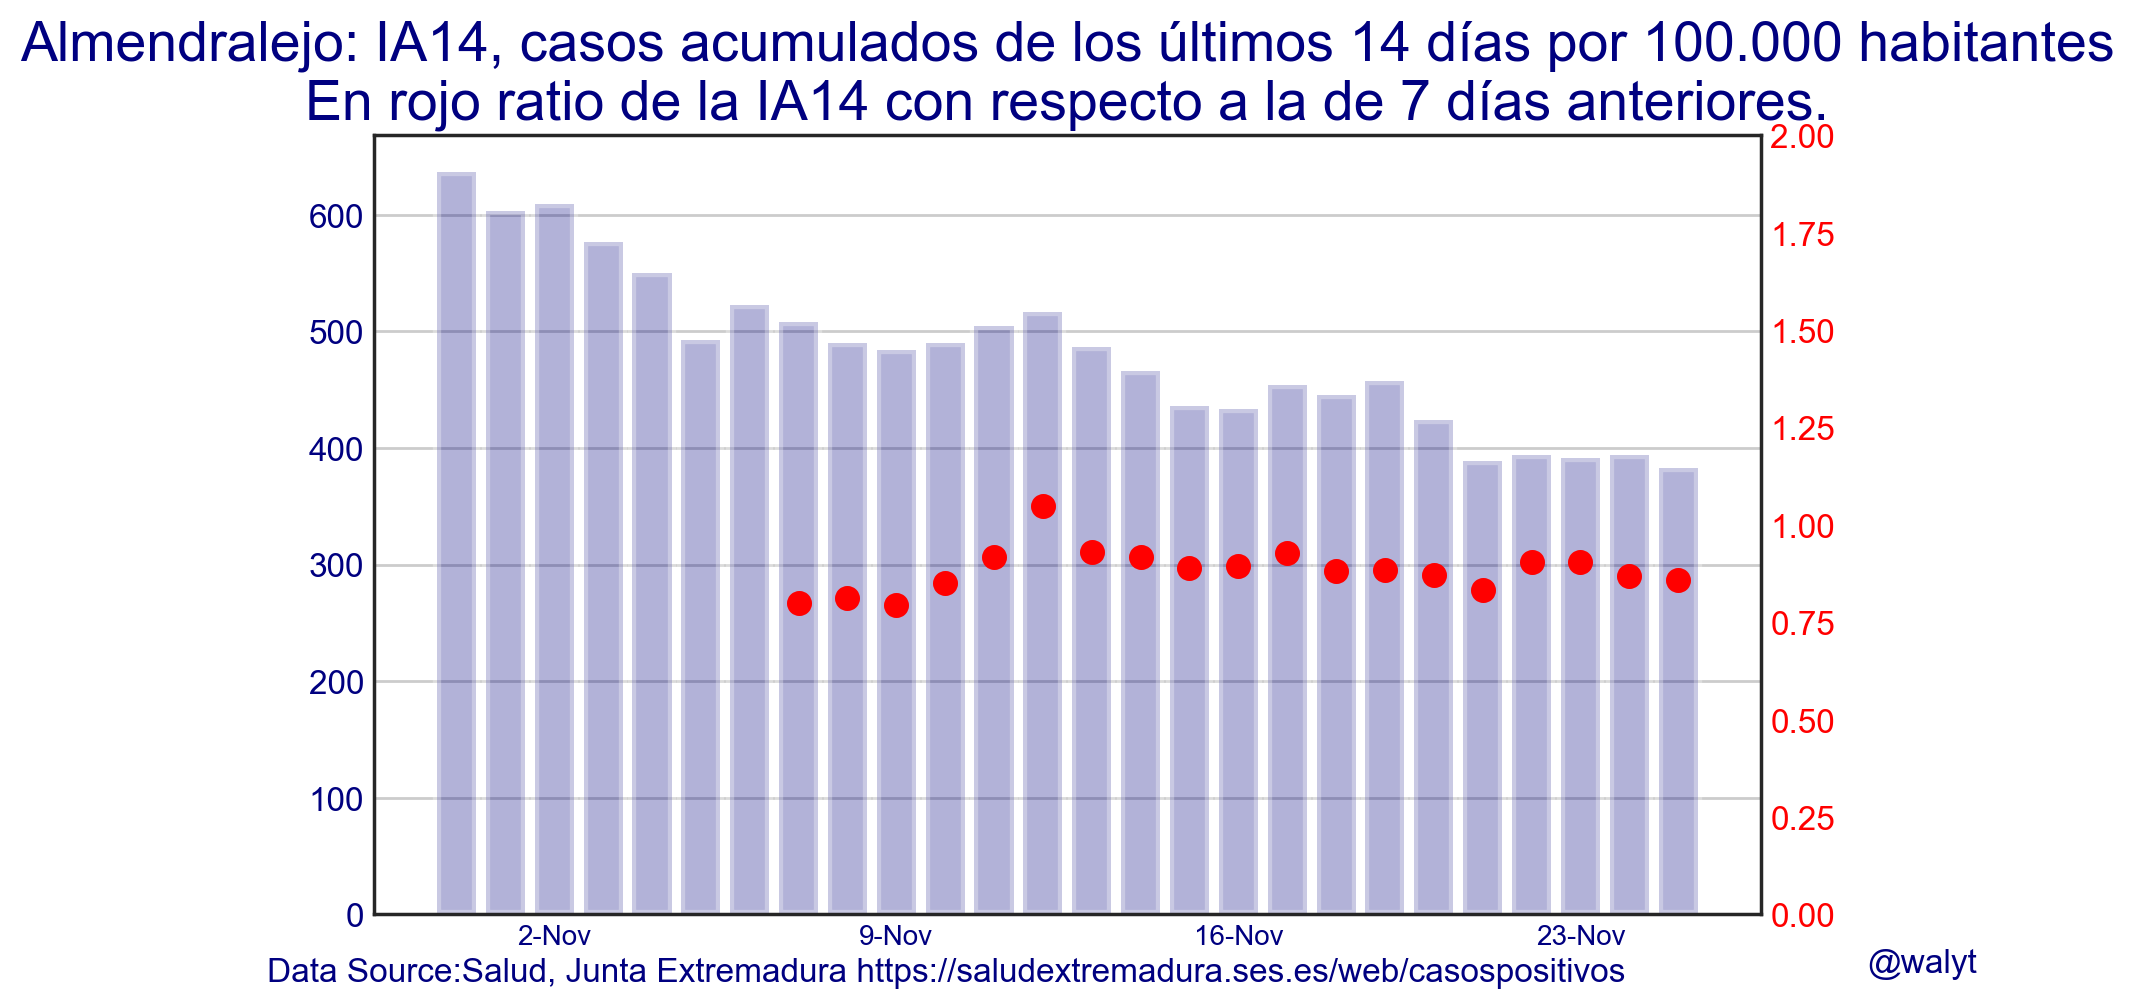 Almendralejo: IA14, casos acumulados de los últimos 14 días por 100.000 habitantes
En rojo ratio de la IA14 con respecto a la de 7 días anteriores.
600
500
400
300
200
100
0
2.00
1.75
1.50
1.25
1.00
0.75
0.50
0.25
0.00
2-Nov
9-Nov
16-Nov
23-Nov
Data Source:Salud, Junta Extremadura https://saludextremadura.ses.es/web/casospositivos
@walyt